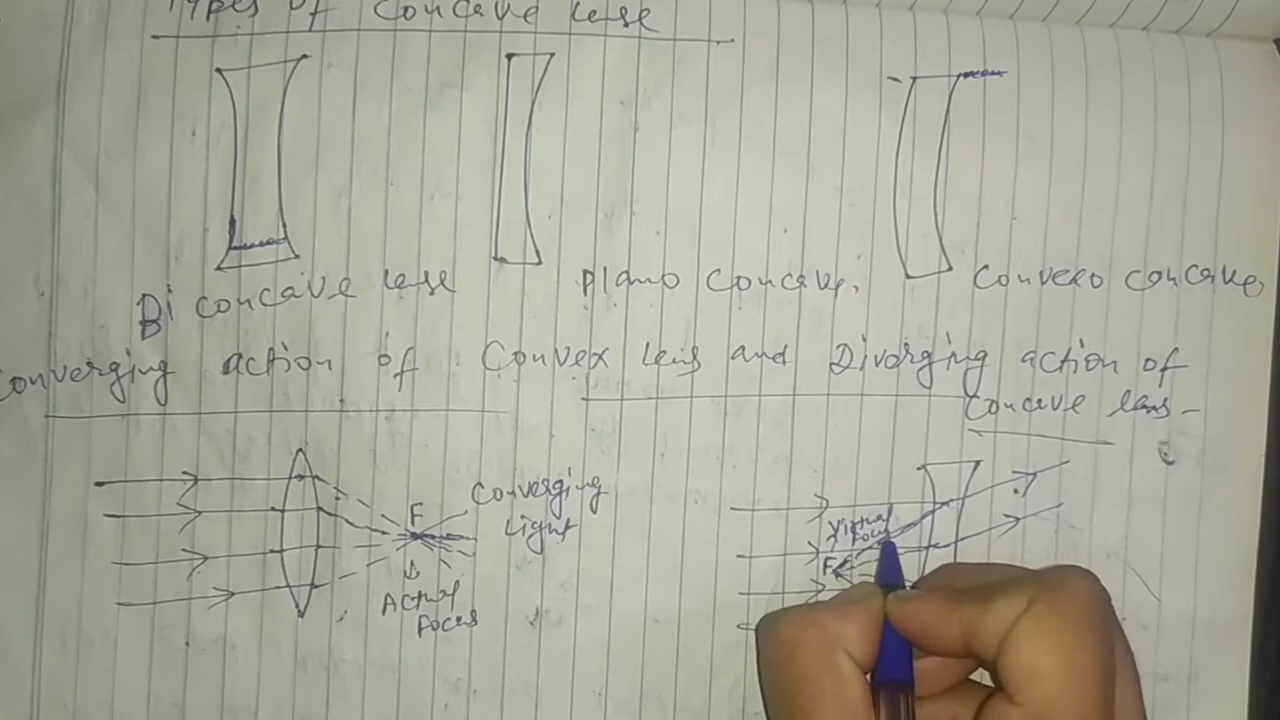 Types of Concave lense
Bi concave lense
plano concave.
Convexo concave,
Converging action of Convex lens and Diverging action of
Concave lens-
F
Converging
light
Actual
Focus
Virtual
Focus
F